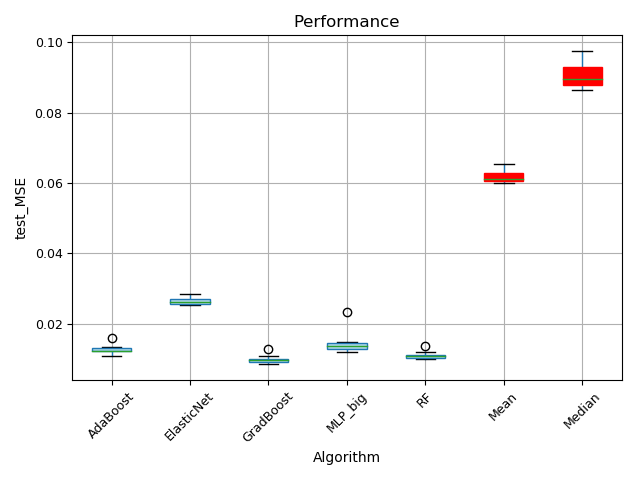 Performance
0.10
0.08
0.06
0.04
0.02
test_MSE
AdaBoost
ElasticNet
GradBoost
MLP_big
RF
Mean
Median
Algorithm